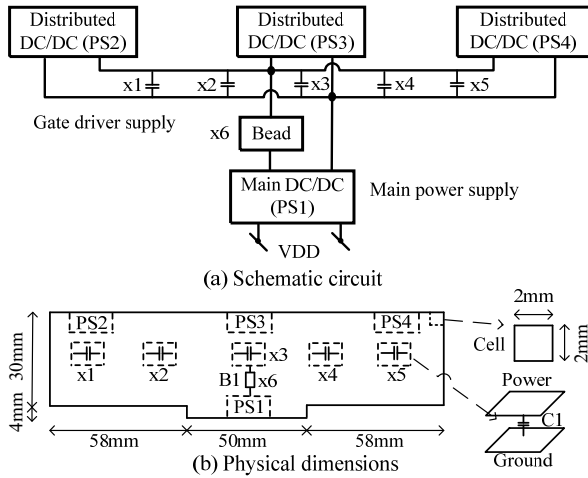 Distributed
DC/DC (PS2)
Distributed
DC/DC (PS3)
Distributed
DC/DC (PS4)
x1
x2
x3
x4
x5
Gate driver supply
x6
Bead
Main DC/DC
(PS1)
Main power supply
VDD
(a) Schematic circuit
PS2
PS3
PS4
2mm
Cell
2mm
30mm
x1
x2
x3
x4
x5
B1
x6
PS1
4mm
Power
C1
Ground
58mm
50mm
58mm
(b) Physical dimensions